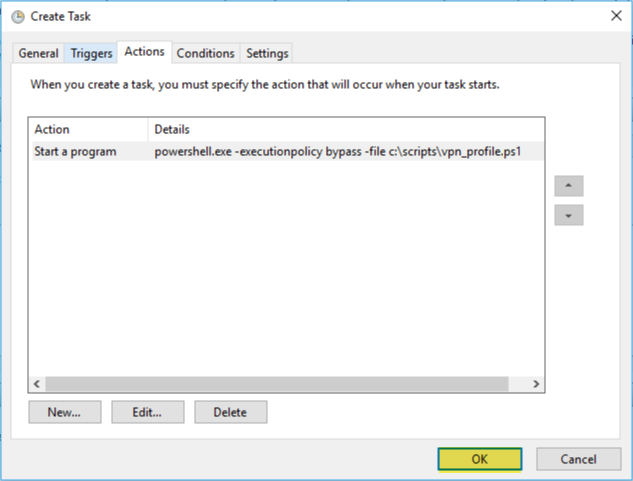 Create Task
General Triggers Actions Conditions Settings
When you create a task, you must specify the action that will occur when your task starts.
Action Details
Start a program powershell.exe -executionpolicy bypass -file c:\scripts\vpn_profile.ps1
New... Edit... Delete
OK Cancel